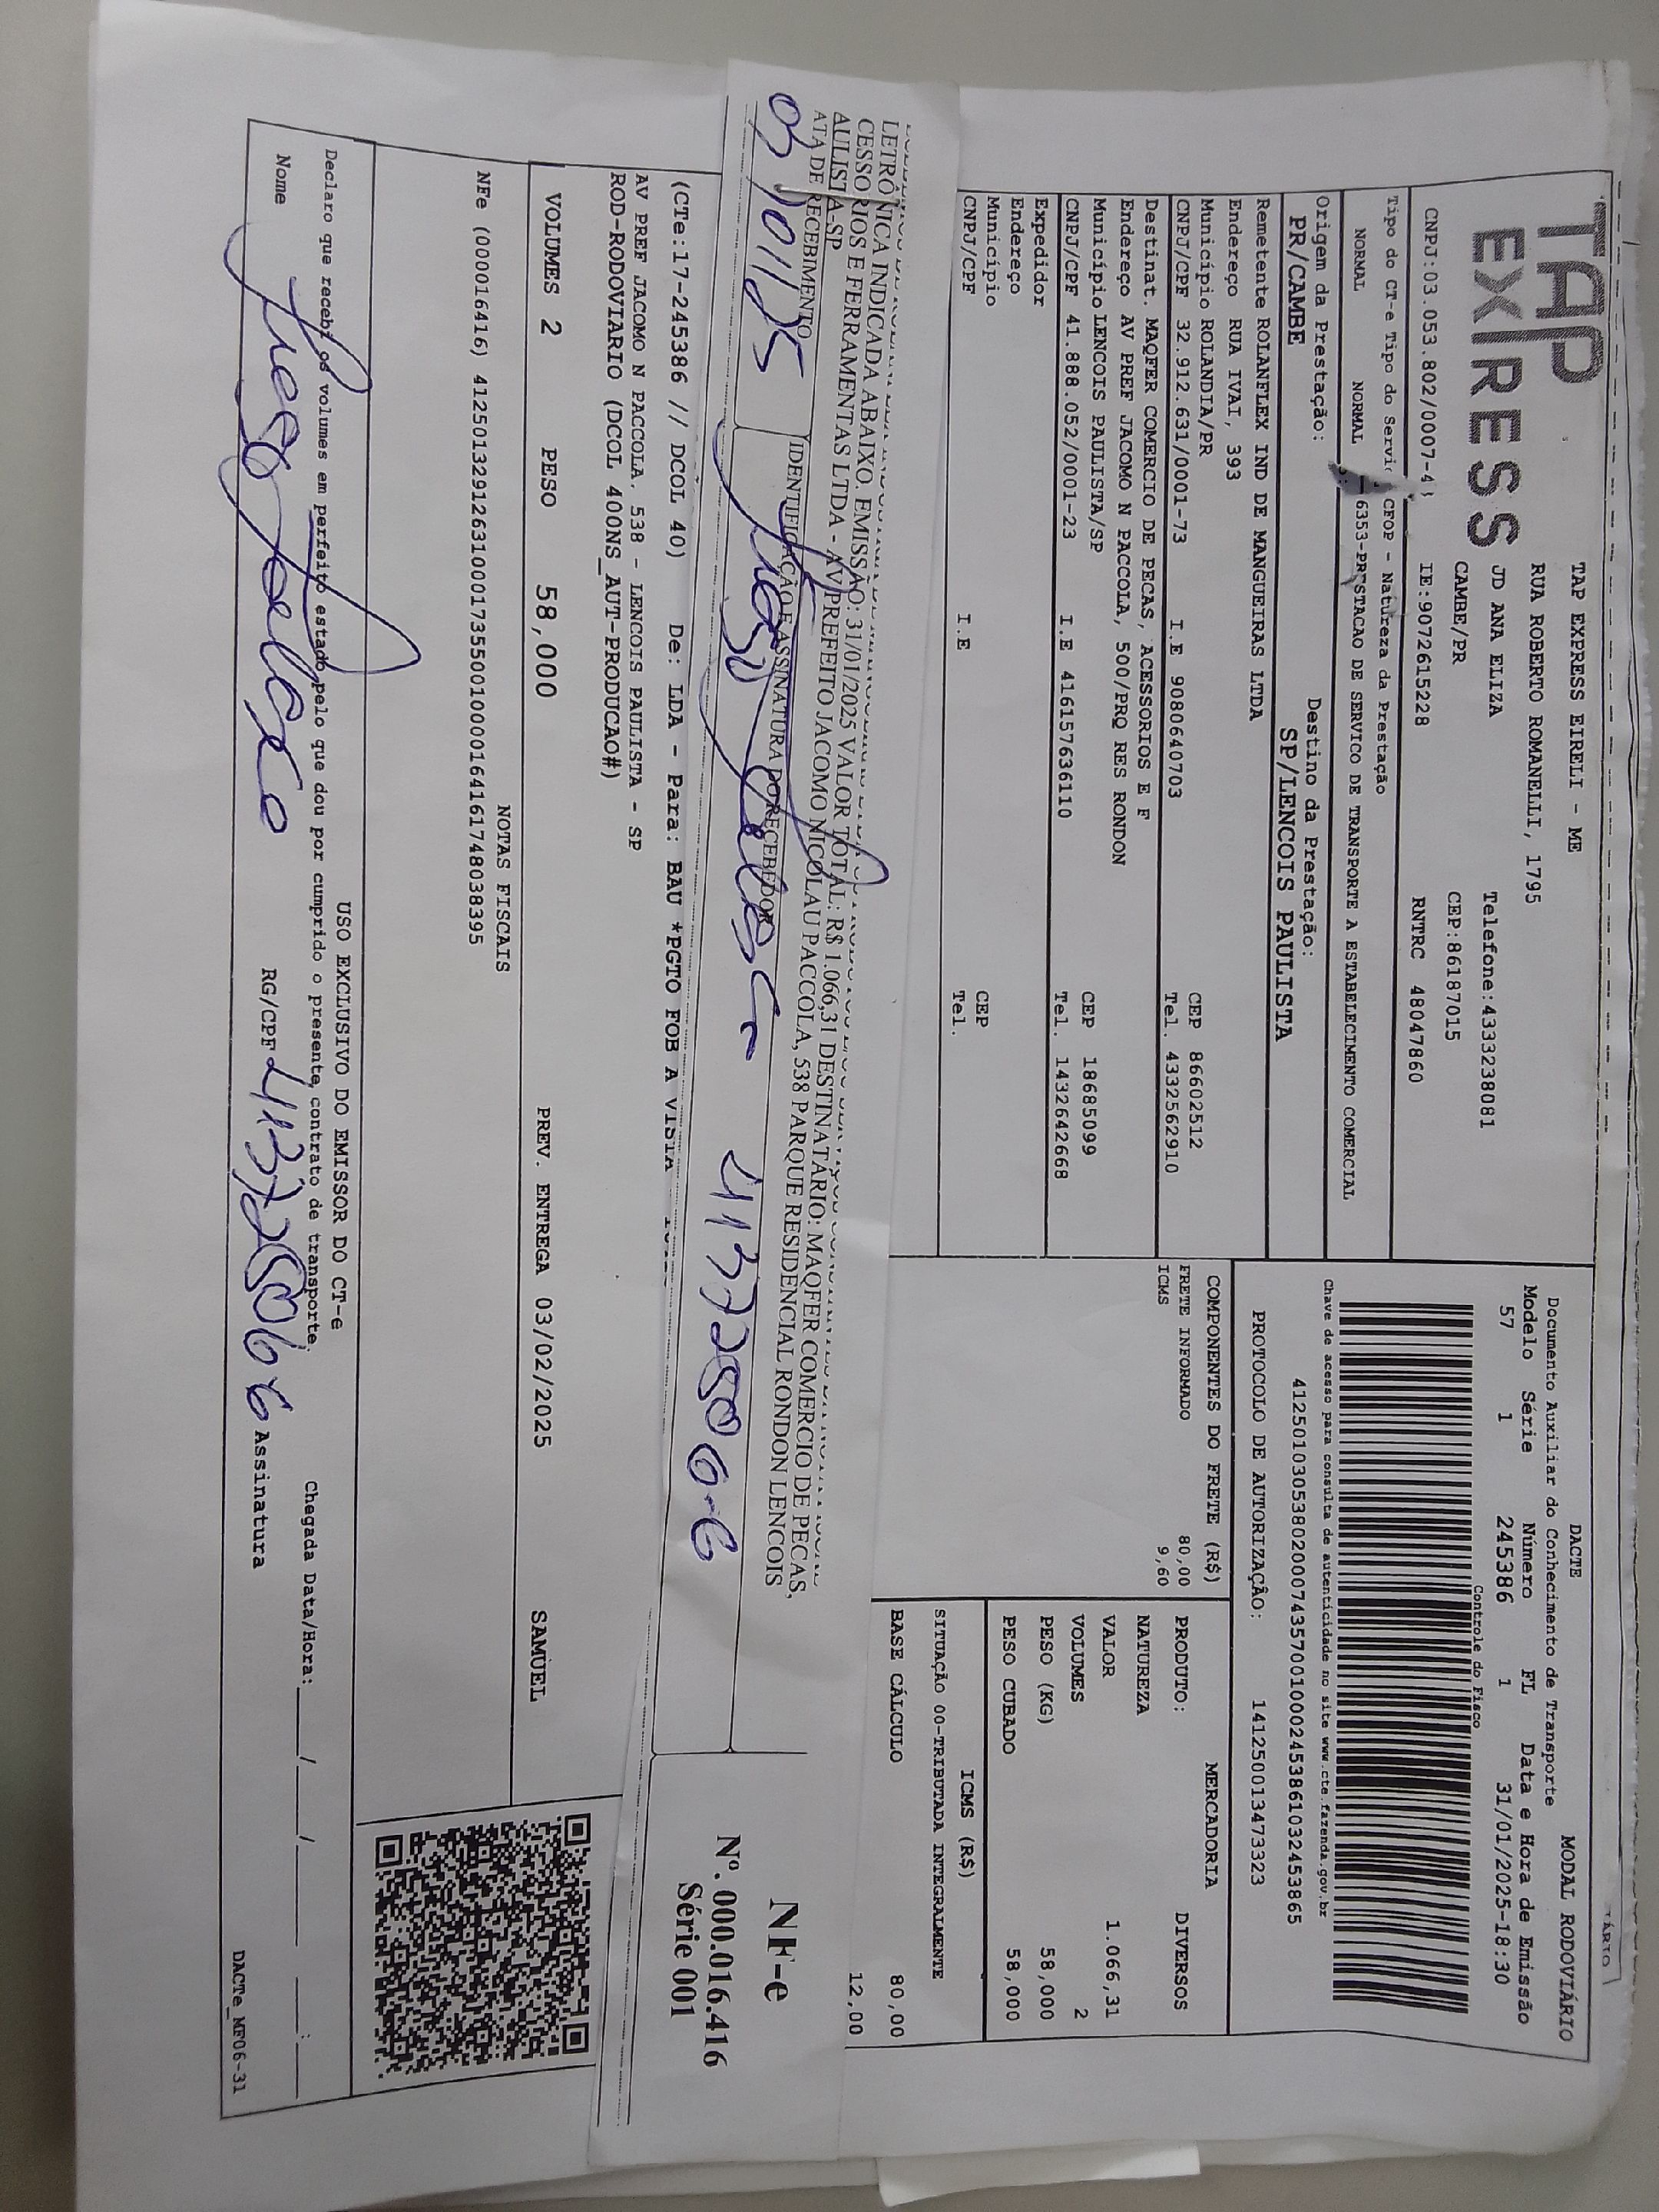 TAP
EXPRESS
TAP EXPRESS EIRELI - ME
RUA ROBERTO ROMANELLI, 1795
JD ANA ELIZA Telefone:4333238081
CAMBE/PR CEP:86187015
CNPJ:03.053.802/0007-4 IE:9072615228 RNTRC 48047860
DACTE MODAL RODOVIÁRIO
Documento Auxiliar do Conhecimento de Transporte
Modelo Série Número FL Data e Hora de Emissão
57 1 245386 1 31/01/2025-18:30
Controle do Fisco
Chave de acesso para consulta de autenticidade no site www.cte.fazenda.gov.br
41250103053802000743570010002453861032453865
PROTOCOLO DE AUTORIZAÇÃO: 141250013473323
Tipo do CT-e Tipo do Servi CFOP - Natureza da Prestação
NORMAL NORMAL 6353-PRESTACAO DE SERVICO DE TRANSPORTE A ESTABELECIMENTO COMERCIAL
Origem da Prestação: Destino da Prestação:
PR/CAMBE SP/LENCOIS PAULISTA
Remetente ROLANFLEX IND DE MANGUEIRAS LTDA
Endereço RUA IVAI, 393
Município ROLANDIA/PR CEP 86602512
CNPJ/CPF 32.912.631/0001-73 I.E 9080640703 Tel. 4332562910
Destinat. MAQFER COMERCIO DE PECAS, ACESSORIOS E F
Endereço AV PREF JACOMO N PACCOLA, 500/PRQ RES RONDON
Município LENCOIS PAULISTA/SP CEP 18685099
CNPJ/CPF 41.888.052/0001-23 I.E 416157636110 Tel. 1432642668
Expedidor
Endereço
Município CEP
CNPJ/CPF I.E Tel.
COMPONENTES DO FRETE (R$)
FRETE INFORMADO 80,00
ICMS 9,60
MERCADORIA
PRODUTO: DIVERSOS
NATUREZA
VALOR 1.066,31
VOLUMES 2
PESO (KG) 58,000
PESO CUBADO 58,000
ICMS (R$)
SITUAÇÃO 00-TRIBUTADA INTEGRALMENTE
BASE CÁLCULO 80,00
12,00
LETRÔNICA INDICADA ABAIXO. EMISSÃO: 31/01/2025 VALOR TOTAL: R$ 1.066,31 DESTINATÁRIO: MAQFER COMERCIO DE PECAS,
CESSORIOS E FERRAMENTAS LTDA - AV PREFEITO JACOMO NICOLAU PACCOLA, 538 PARQUE RESIDENCIAL RONDON LENCOIS
AULISTA-SP
ATA DE RECEBIMENTO IDENTIFICAÇÃO E ASSINATURA DO RECEBEDOR
41372506-6
NF-e
Nº. 000.016.416
Série 001
(CTe:17-245386 // DCOL 40) De: LDA - Para: BAU *PGTO FOB A VISTA
AV PREF JACOMO N PACCOLA, 538 - LENCOIS PAULISTA - SP
ROD-RODOVIARIO (DCOL 400NS_AUT-PRODUCAO#)
VOLUMES 2 PESO 58,000 PREV. ENTREGA 03/02/2025 SAMUEL
NOTAS FISCAIS
NFe (000016416) 41250132912631000173550010000164161748038395
USO EXCLUSIVO DO EMISSOR DO CT-e
Declaro que recebi os volumes em perfeito estado pelo que dou por cumprido o presente contrato de transporte. Chegada Data/Hora:____/____/____ ____:____
Nome RG/CPF Assinatura
DACTe_MF06-31